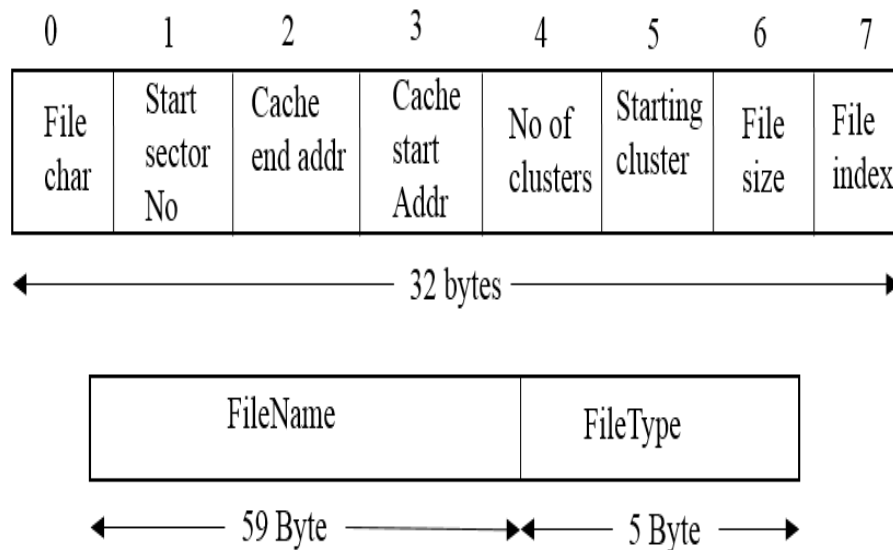 0 1 2 3 4 5 6 7
File char
Start sector No
Cache end addr
Cache start Addr
No of clusters
Starting cluster
File size
File index
32 bytes
FileName
FileType
59 Byte
5 Byte